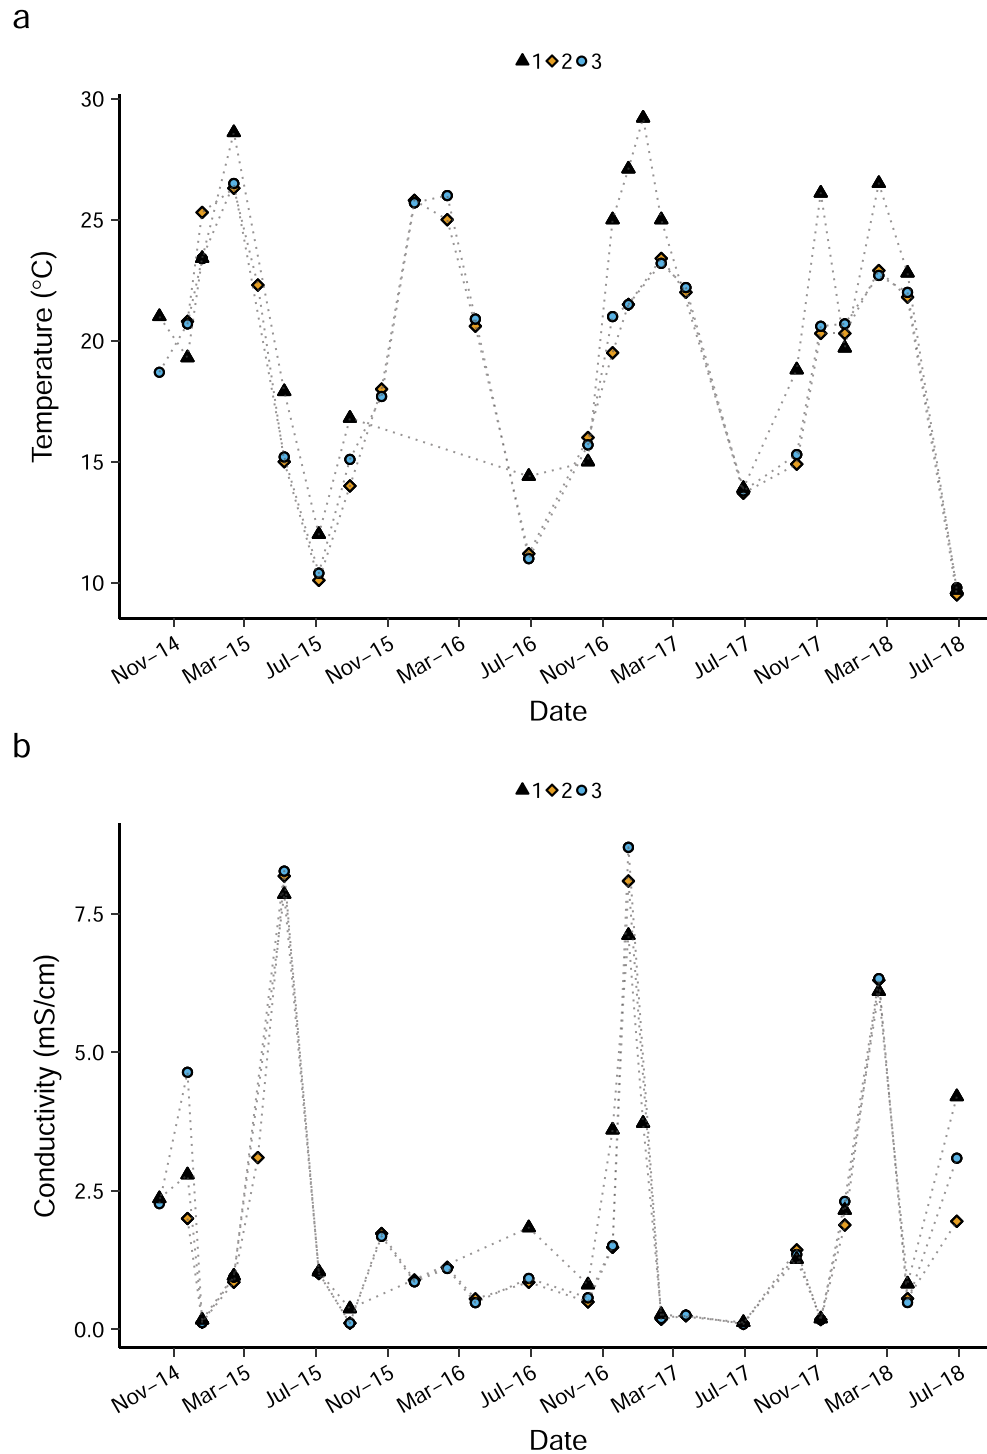 a
1 2 3
30
25
20
15
10
Temperature (°C)
Nov–14 Mar–15 Jul–15 Nov–15 Mar–16 Jul–16 Nov–16 Mar–17 Jul–17 Nov–17 Mar–18 Jul–18
Date
b
1 2 3
7.5
5.0
2.5
0.0
Conductivity (mS/cm)
Nov–14 Mar–15 Jul–15 Nov–15 Mar–16 Jul–16 Nov–16 Mar–17 Jul–17 Nov–17 Mar–18 Jul–18
Date